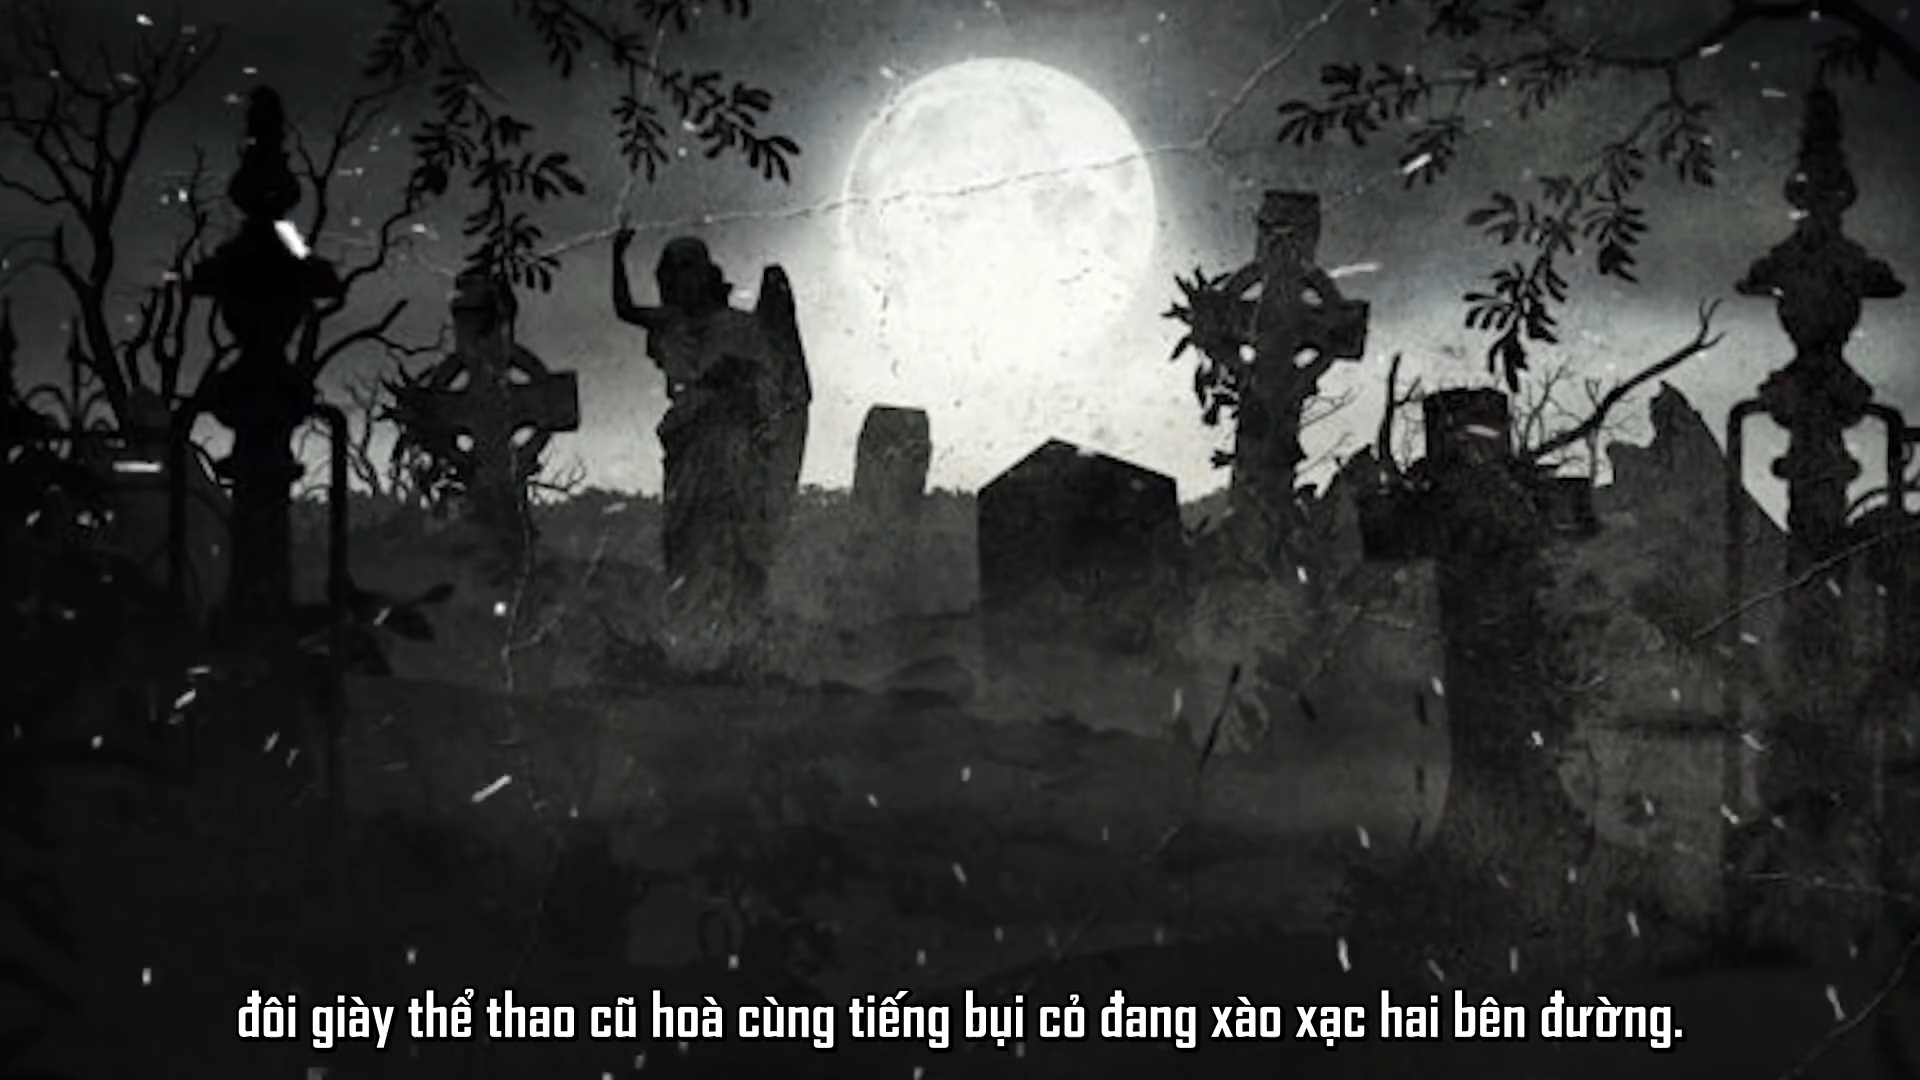 đôi giày thể thao cũ hoà cùng tiếng bụi cỏ đang xào xạc hai bên đường.